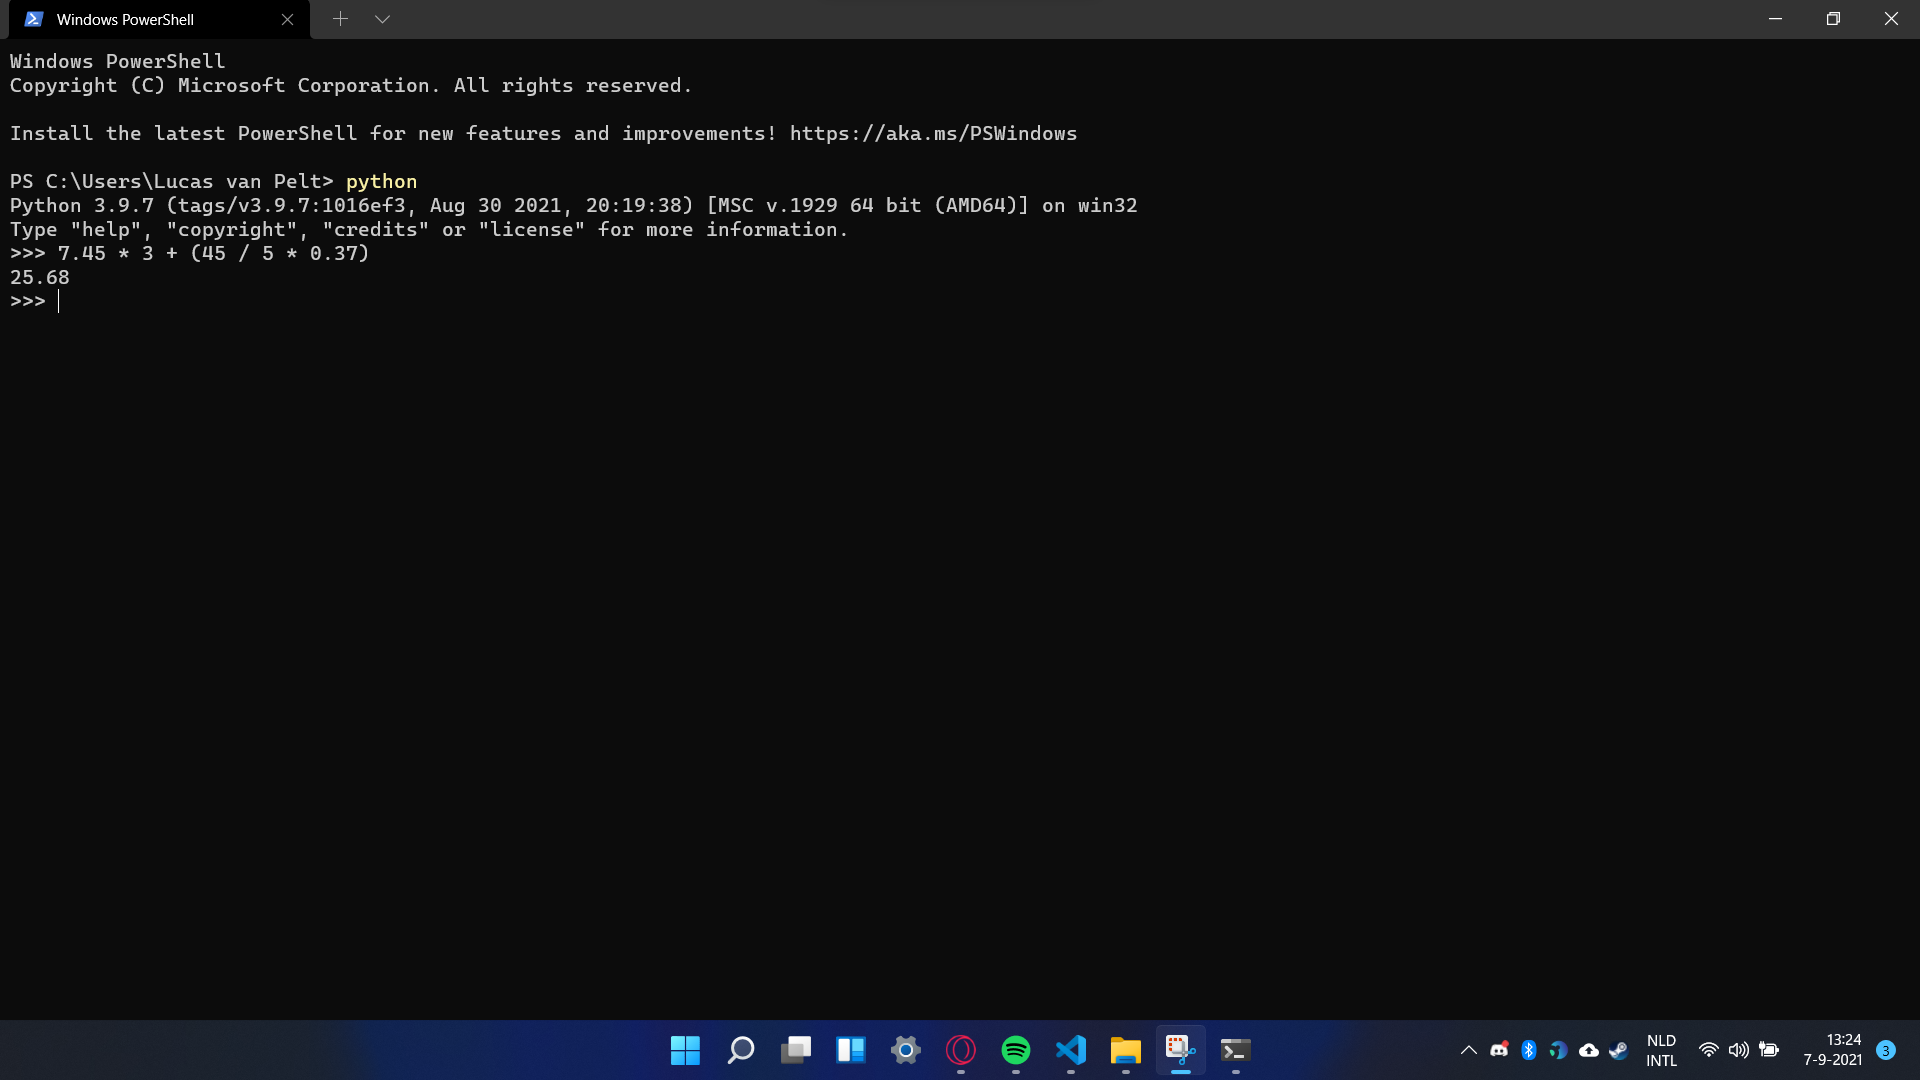 Windows PowerShell
Windows PowerShell
Copyright (C) Microsoft Corporation. All rights reserved.
Install the latest PowerShell for new features and improvements! https://aka.ms/PSWindows
PS C:\Users\Lucas van Pelt> python
Python 3.9.7 (tags/v3.9.7:1016ef3, Aug 30 2021, 20:19:38) [MSC v.1929 64 bit (AMD64)] on win32
Type "help", "copyright", "credits" or "license" for more information.
>>> 7.45 * 3 + (45 / 5 * 0.37)
25.68
>>>
NLD
INTL
13:24
7-9-2021
3